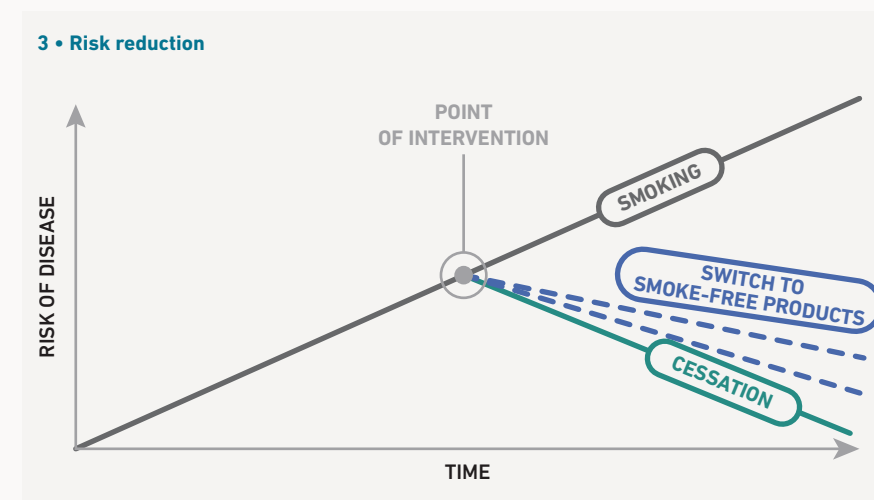 3 • Risk reduction
POINT
OF INTERVENTION
SMOKING
RISK OF DISEASE
SWITCH TO
SMOKE-FREE PRODUCTS
CESSATION
TIME